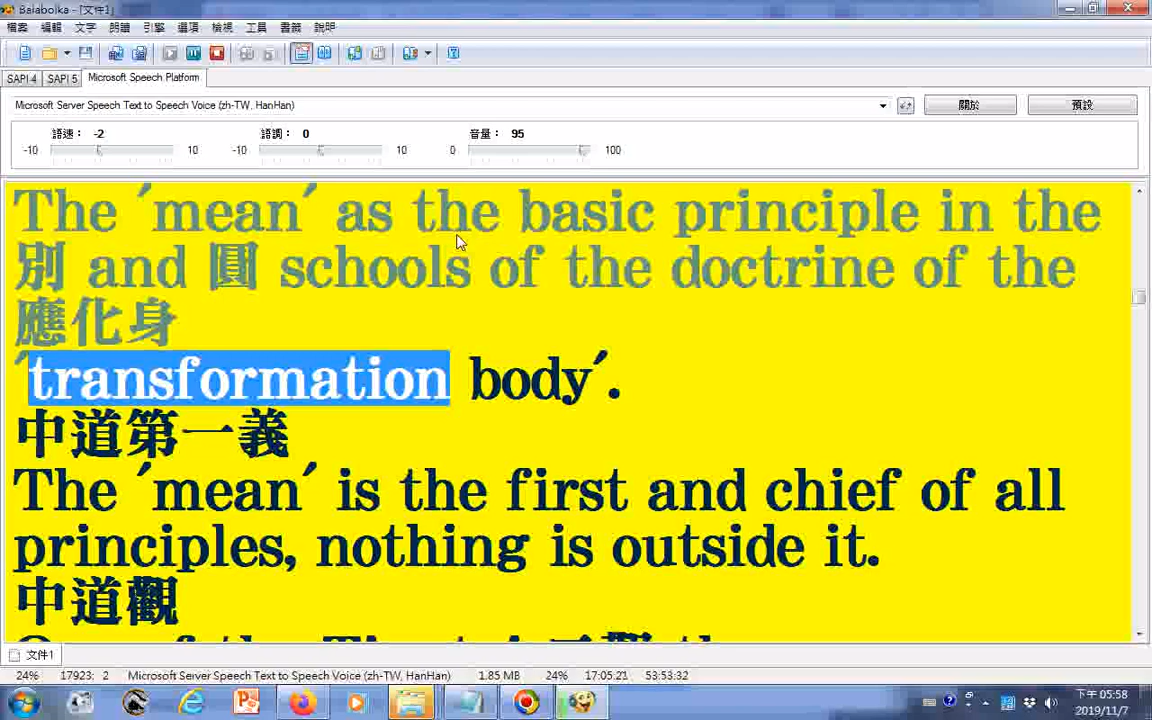 Balabolka - [文件1]
檔案 編輯 文字 朗讀 引擎 選項 檢視 工具 書籤 說明
SAPI 4 SAPI 5 Microsoft Speech Platform
Microsoft Server Speech Text to Speech Voice (zh-TW, HanHan) 關於 預設
語速： -2 語調： 0 音量： 95
-10 10 -10 10 0 100
The 'mean' as the basic principle in the
別 and 圓 schools of the doctrine of the
應化身
'transformation body'.
中道第一義
The 'mean' is the first and chief of all
principles, nothing is outside it.
中道觀
文件1
24% 17923: 2 Microsoft Server Speech Text to Speech Voice (zh-TW, HanHan) 1.85 MB 24% 17:05:21 53:53:32
下午 05:58
2019/11/7